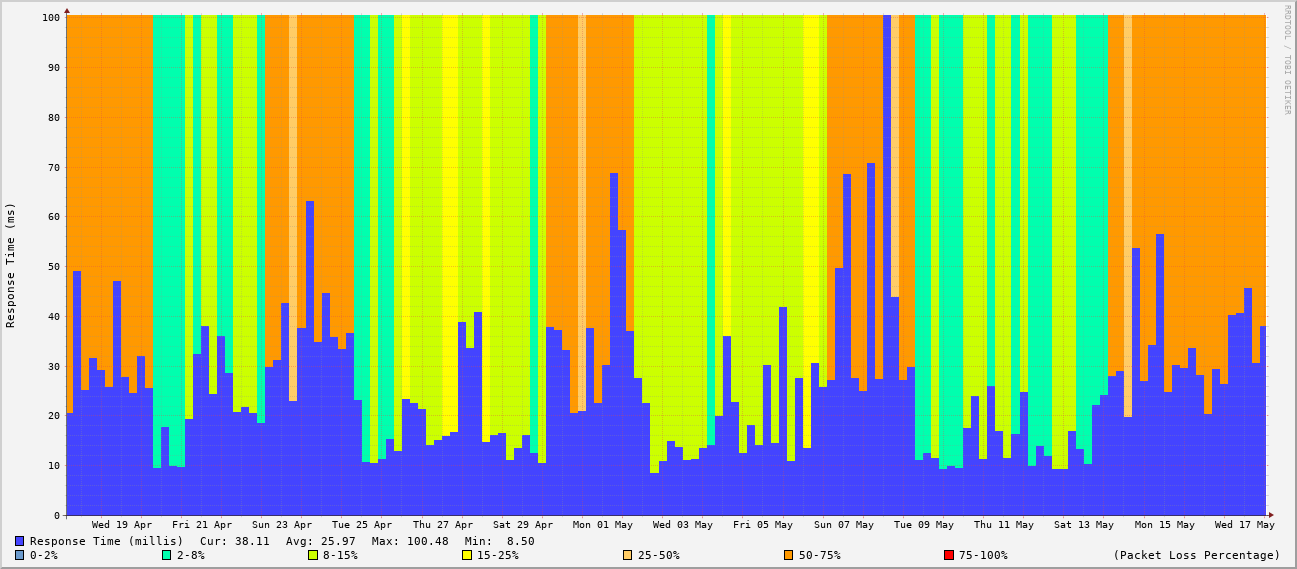 RRDTOOL / TOBI OETIKER
Response Time (ms)
100
90
80
70
60
50
40
30
20
10
0
Wed 19 Apr Fri 21 Apr Sun 23 Apr Tue 25 Apr Thu 27 Apr Sat 29 Apr Mon 01 May Wed 03 May Fri 05 May Sun 07 May Tue 09 May Thu 11 May Sat 13 May Mon 15 May Wed 17 May
Response Time (millis) Cur: 38.11 Avg: 25.97 Max: 100.48 Min: 8.50
0-2% 2-8% 8-15% 15-25% 25-50% 50-75% 75-100% (Packet Loss Percentage)